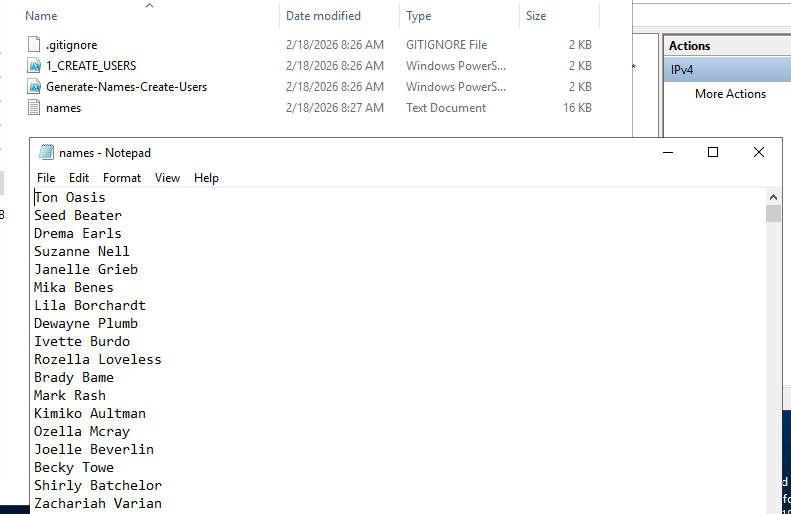 Name Date modified Type Size
.gitignore 2/18/2026 8:26 AM GITIGNORE File 2 KB
1_CREATE_USERS 2/18/2026 8:26 AM Windows PowerS... 2 KB
Generate-Names-Create-Users 2/18/2026 8:26 AM Windows PowerS... 2 KB
names 2/18/2026 8:27 AM Text Document 16 KB
Actions
IPv4
More Actions
names - Notepad
File Edit Format View Help
Ton Oasis
Seed Beater
Drema Earls
Suzanne Nell
Janelle Grieb
Mika Benes
Lila Borchardt
Dewayne Plumb
Ivette Burdo
Rozella Loveless
Brady Bame
Mark Rash
Kimiko Aultman
Ozella Mcray
Joelle Beverlin
Becky Towe
Shirly Batchelor
Zachariah Varian